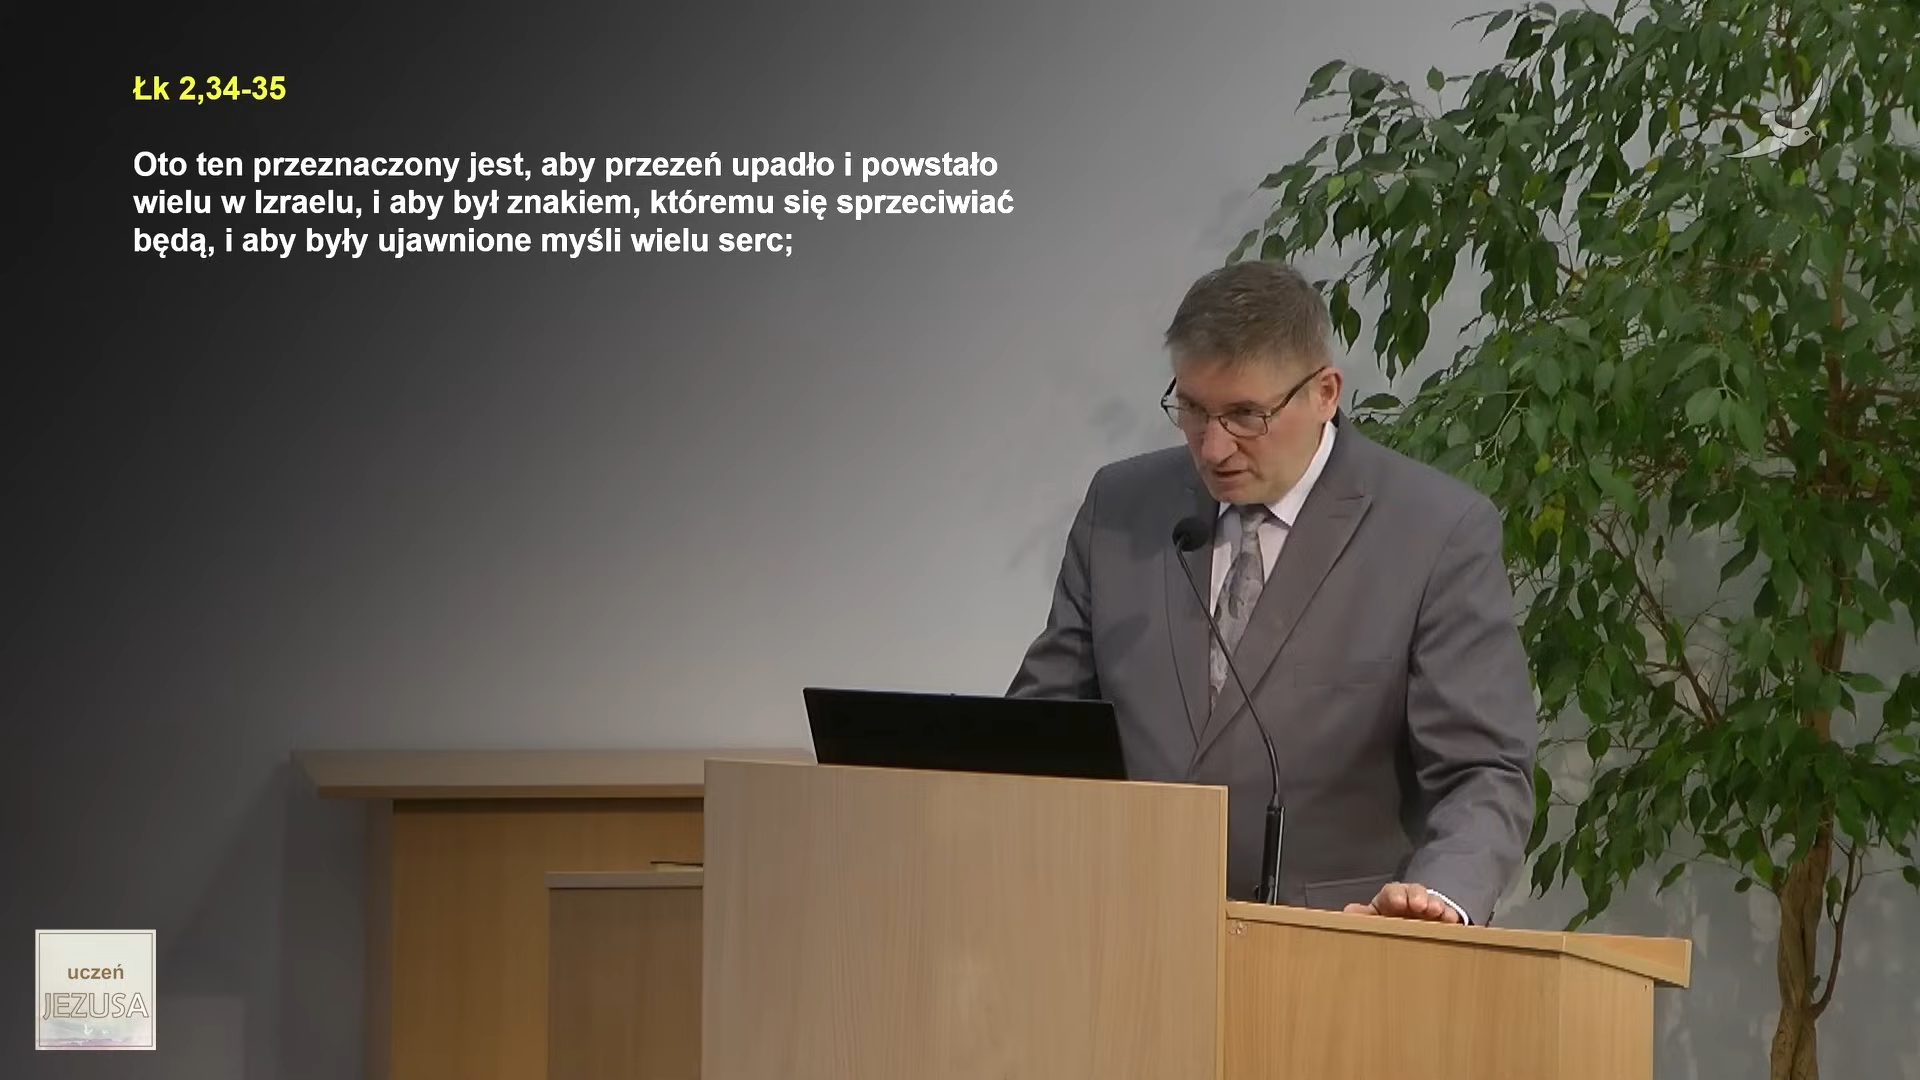 Łk 2,34-35
Oto ten przeznaczony jest, aby przezeń upadło i powstało
wielu w Izraelu, i aby był znakiem, któremu się sprzeciwiać
będą, i aby były ujawnione myśli wielu serc;
uczeń
JEZUSA